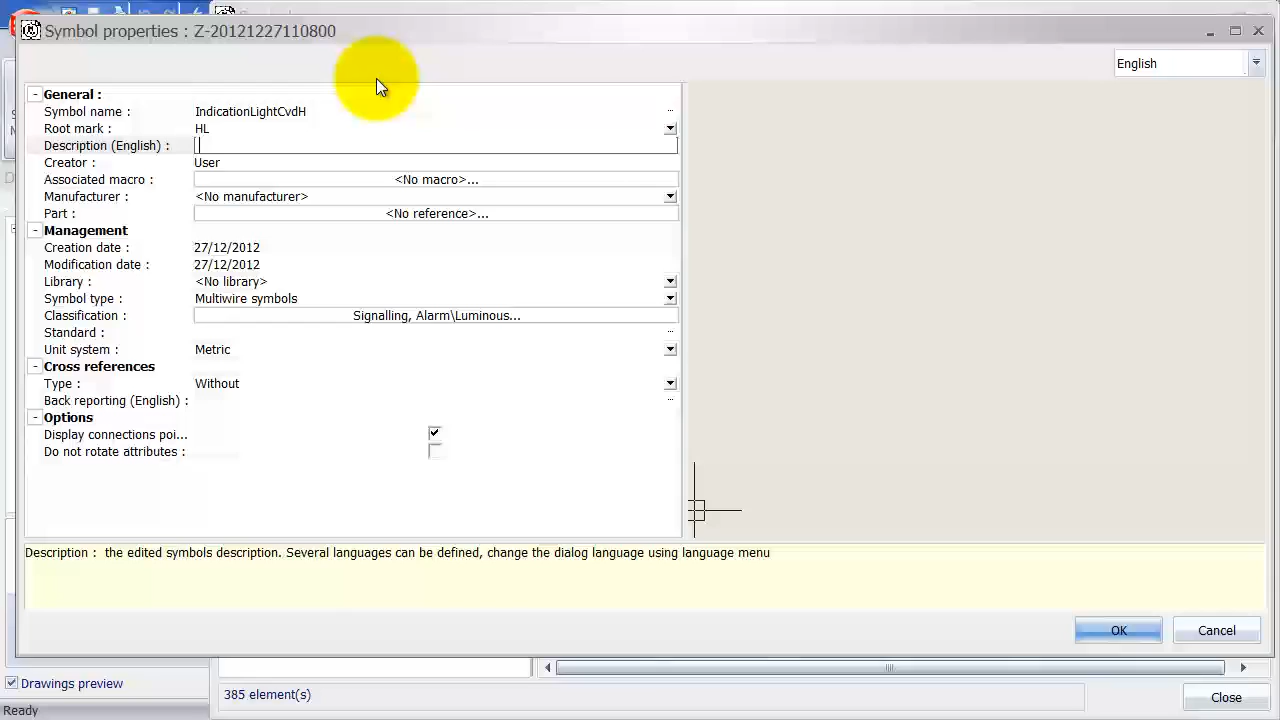 Symbol properties : Z-20121227110800
English
General :
Symbol name : IndicationLightCvdH ...
Root mark : HL
Description (English) :
Creator : User
Associated macro : <No macro>...
Manufacturer : <No manufacturer>
Part : <No reference>...
Management
Creation date : 27/12/2012
Modification date : 27/12/2012
Library : <No library>
Symbol type : Multiwire symbols
Classification : Signalling, Alarm\Luminous...
Standard : ...
Unit system : Metric
Cross references
Type : Without
Back reporting (English) : ...
Options
Display connections poi...
Do not rotate attributes :
Description : the edited symbols description. Several languages can be defined, change the dialog language using language menu
OK Cancel
Drawings preview
385 element(s)
Close
Ready